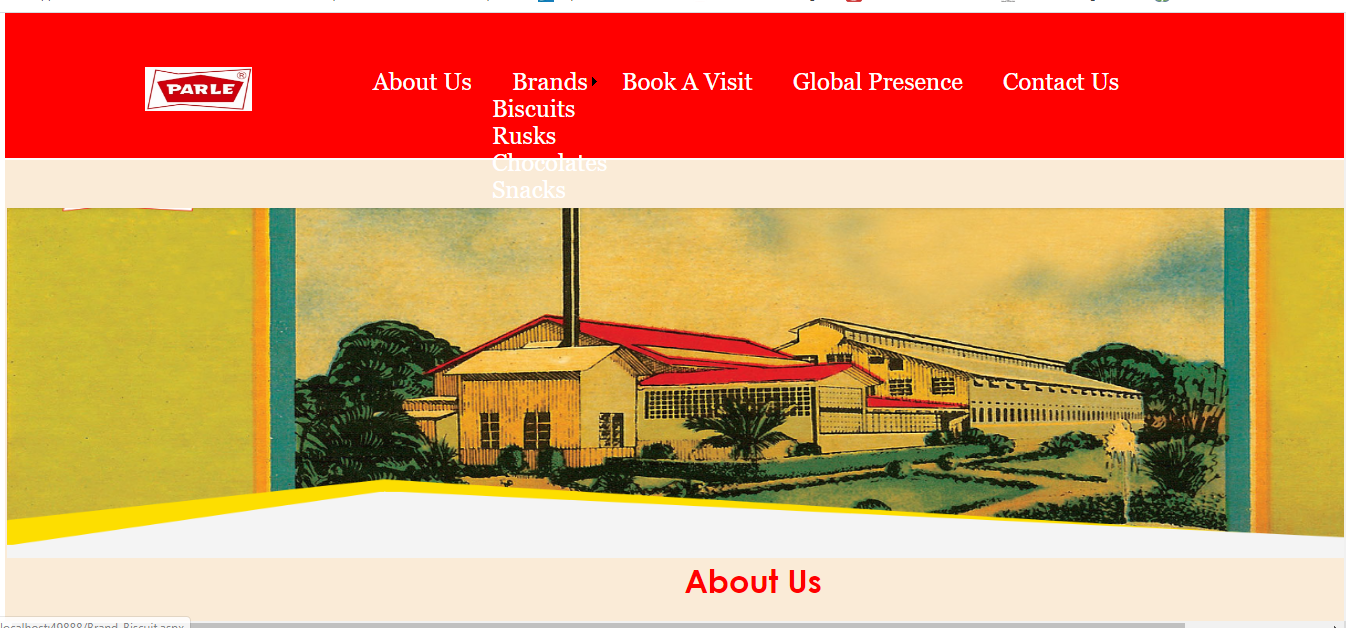 PARLE ®
About Us Brands Book A Visit Global Presence Contact Us
Biscuits
Rusks
Chocolates
Snacks
About Us
localhost:49888/Brand_Biscuit.aspx